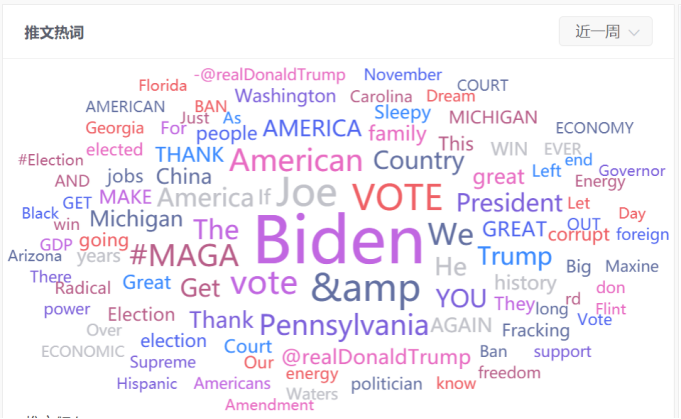 推文热词
近一周
-@realDonaldTrump November
Florida COURT
Washington Carolina Dream
AMERICAN BAN Sleepy
Just As MICHIGAN
Georgia For people AMERICA family ECONOMY
elected This WIN EVER
#Election THANK American Country end
AND jobs China great Left Governor
Energy
GET MAKE America If Joe VOTE President Let
Black Michigan The We GREAT OUT Day
win Biden corrupt foreign
GDP going
Arizona years #MAGA He Trump Big Maxine
There Great vote &amp history
Radical Get YOU They rd don
power Election Thank Pennsylvania AGAIN long Flint
Over Fracking Vote
election Court
ECONOMIC @realDonaldTrump Ban support
Supreme Our
energy freedom
Hispanic Americans politician know
Waters
Amendment